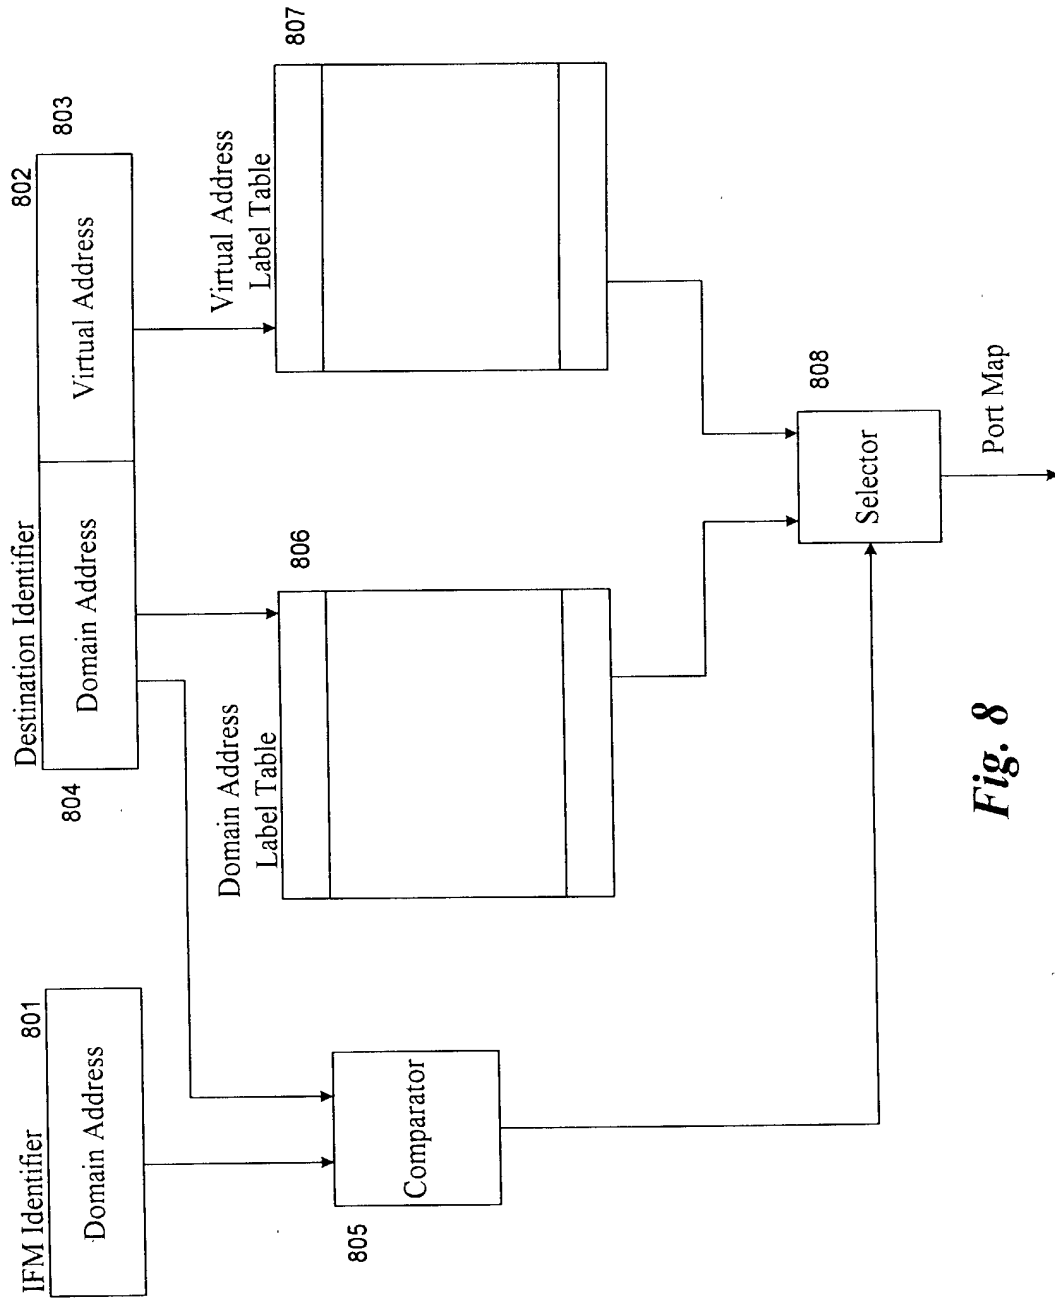 IFM Identifier
801
Domain Address
Destination Identifier
802
804
Domain Address
Virtual Address
803
Domain Address
Label Table
806
Virtual Address
Label Table
807
805
Comparator
Selector
808
Port Map
Fig. 8